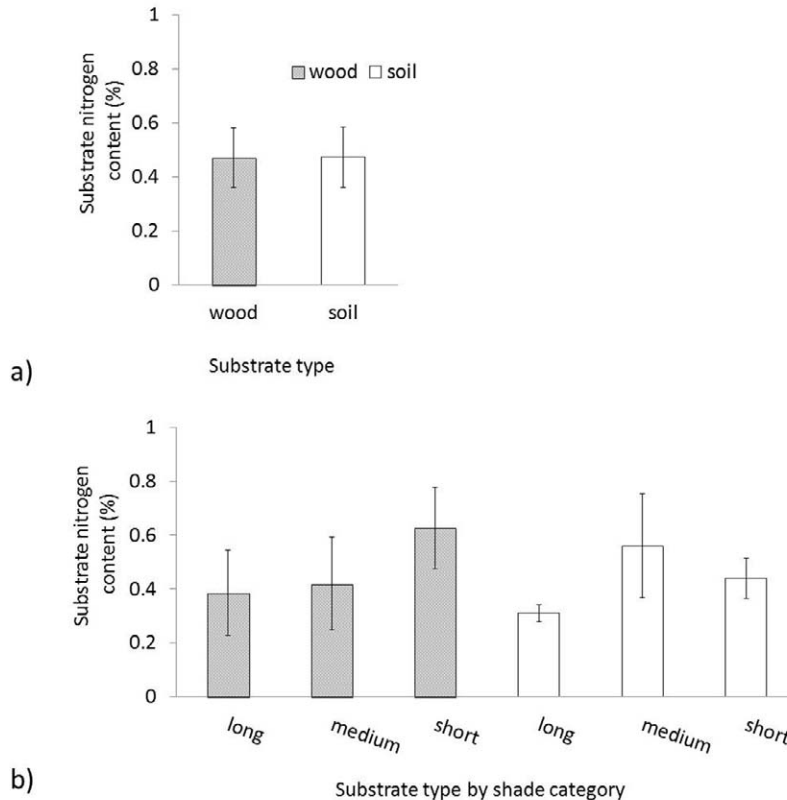 Substrate nitrogen
content (%)
1
0.8
0.6
0.4
0.2
0
wood soil
wood soil
Substrate type
a)
Substrate nitrogen
content (%)
1
0.8
0.6
0.4
0.2
0
long medium short long medium short
Substrate type by shade category
b)